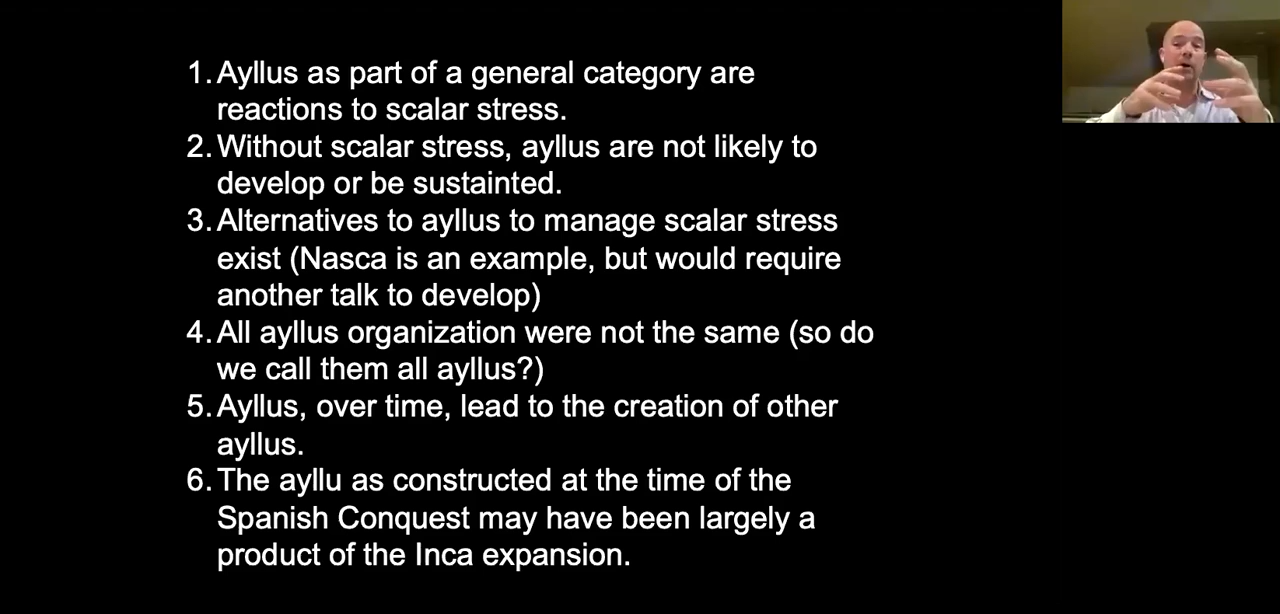 1. Ayllus as part of a general category are
reactions to scalar stress.
2. Without scalar stress, ayllus are not likely to
develop or be sustainted.
3. Alternatives to ayllus to manage scalar stress
exist (Nasca is an example, but would require
another talk to develop)
4. All ayllus organization were not the same (so do
we call them all ayllus?)
5. Ayllus, over time, lead to the creation of other
ayllus.
6. The ayllu as constructed at the time of the
Spanish Conquest may have been largely a
product of the Inca expansion.